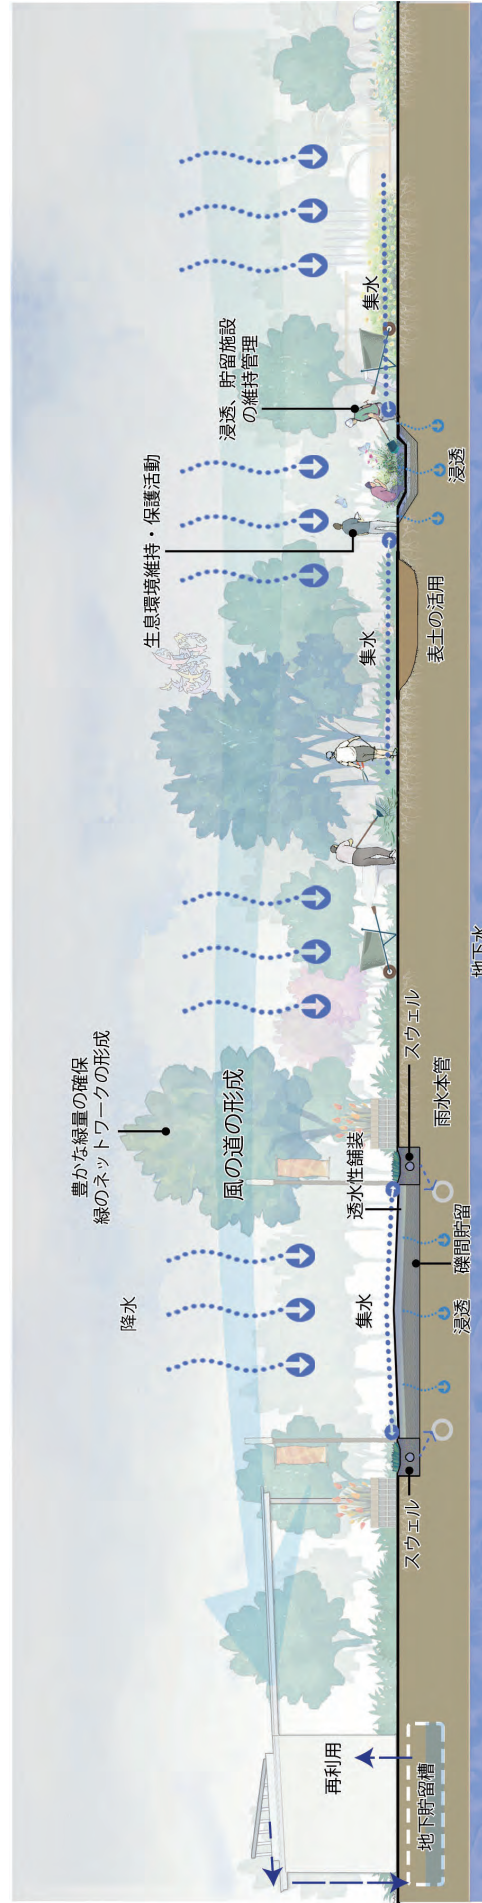 降水
豊かな緑量の確保
緑のネットワークの形成
風の道の形成
生息環境維持・保護活動
浸透、貯留施設
の維持管理
再利用
地下貯留槽
スウェル
集水
浸透
透水性舗装
礫間貯留
雨水本管
スウェル
地下水
集水
表土の活用
浸透
集水